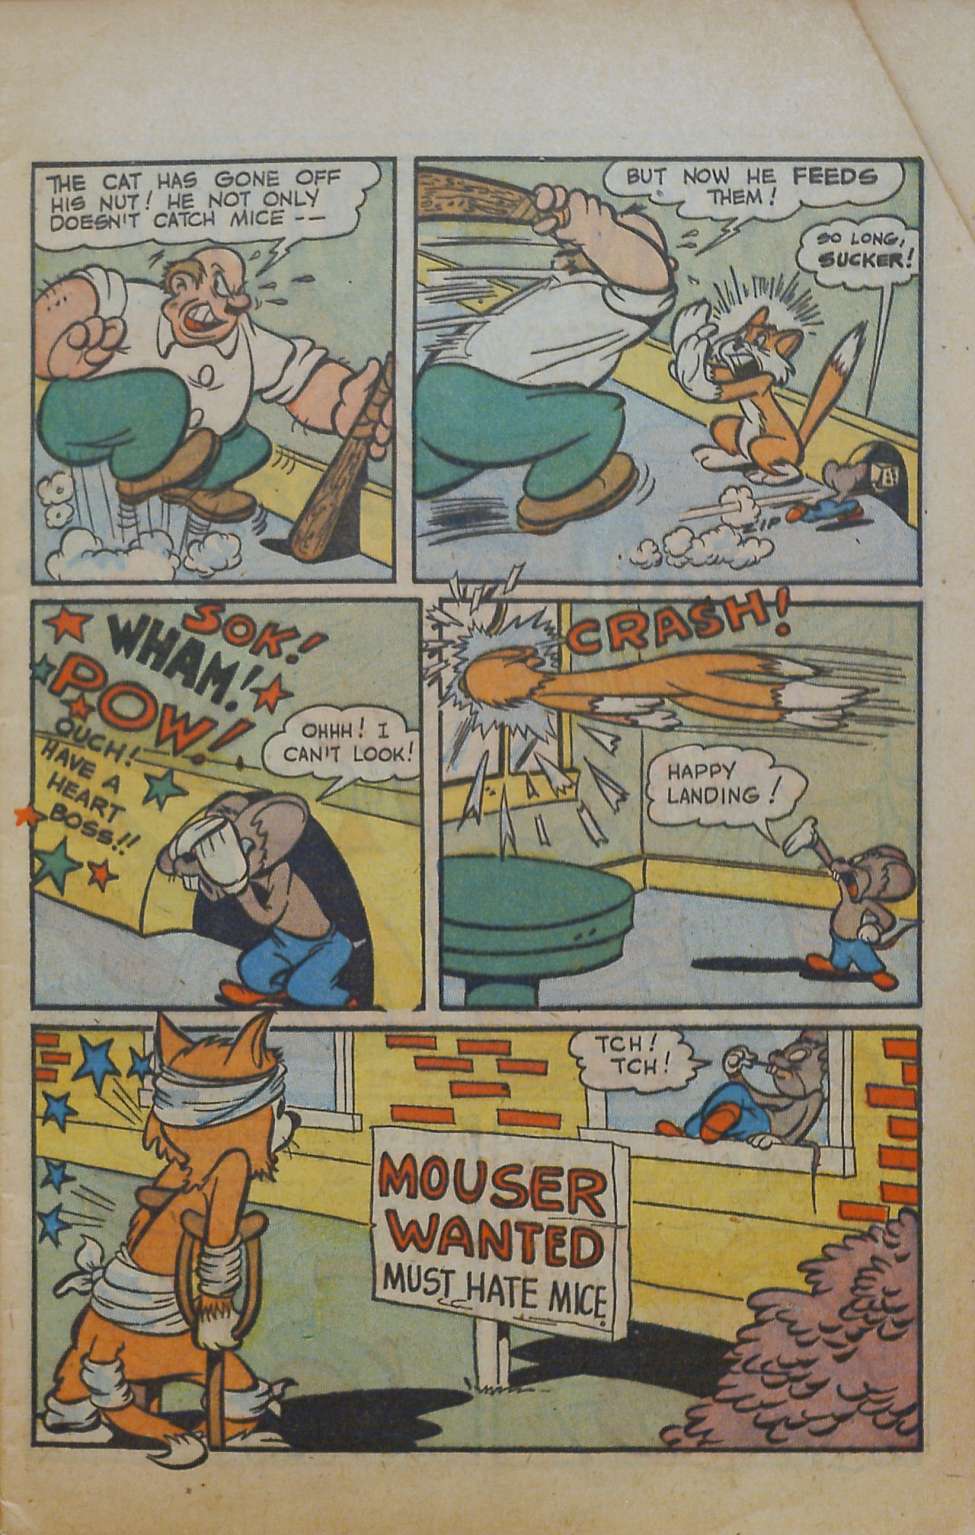 THE CAT HAS GONE OFF
HIS NUT! HE NOT ONLY
DOESN'T CATCH MICE --
BUT NOW HE FEEDS
THEM!
SO LONG,
SUCKER!
ZIP
SOK!
WHAM!
POW!
OUCH!
HAVE A
HEART
BOSS!!
OHHH! I
CAN'T LOOK!
CRASH!
HAPPY
LANDING!
TCH!
TCH!
MOUSER
WANTED
MUST HATE MICE.